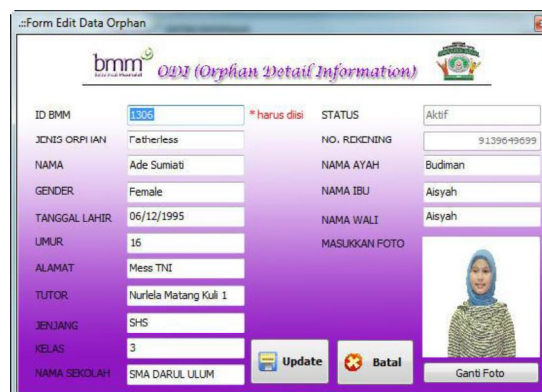 .::Form Edit Data Orphan
bmm
ODI (Orphan Detail Information)
ID BMM 1306 * harus diisi STATUS Aktif
JENIS ORPHAN Fatherless NO. REKENING 9139649699
NAMA Ade Sumiati NAMA AYAH Budiman
GENDER Female NAMA IBU Aisyah
TANGGAL LAHIR 06/12/1995 NAMA WALI Aisyah
UMUR 16 MASUKKAN FOTO
ALAMAT Mess TNI
TUTOR Nurlela Matang Kuli 1
JENJANG SHS
KELAS 3
NAMA SEKOLAH SMA DARUL ULUM
Update Batal Ganti Foto